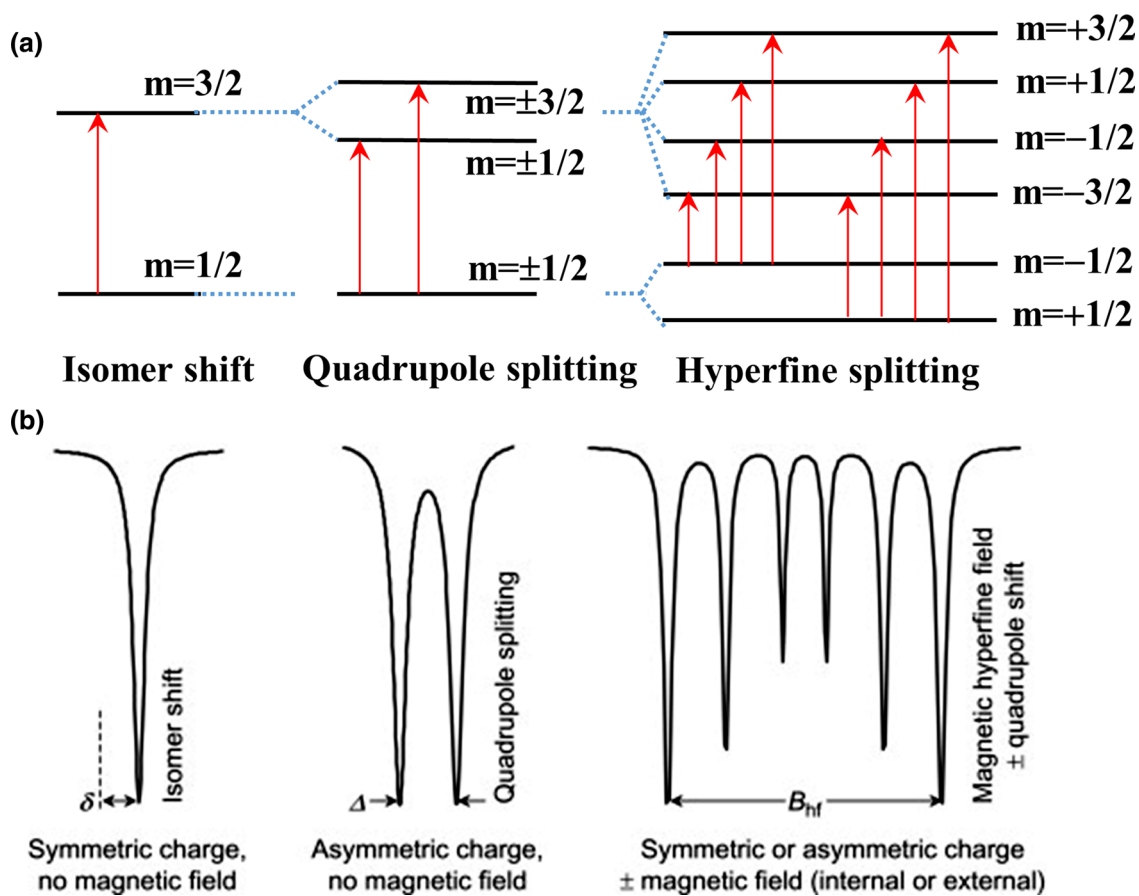 (a)
m=3/2
m=1/2
Isomer shift
m=±3/2
m=±1/2
m=±1/2
Quadrupole splitting
m=+3/2
m=+1/2
m=−1/2
m=−3/2
m=−1/2
m=+1/2
Hyperfine splitting
(b)
δ
Isomer shift
Symmetric charge,
no magnetic field
Δ
Quadrupole splitting
Asymmetric charge,
no magnetic field
Bhf
Magnetic hyperfine field
± quadrupole shift
Symmetric or asymmetric charge
± magnetic field (internal or external)